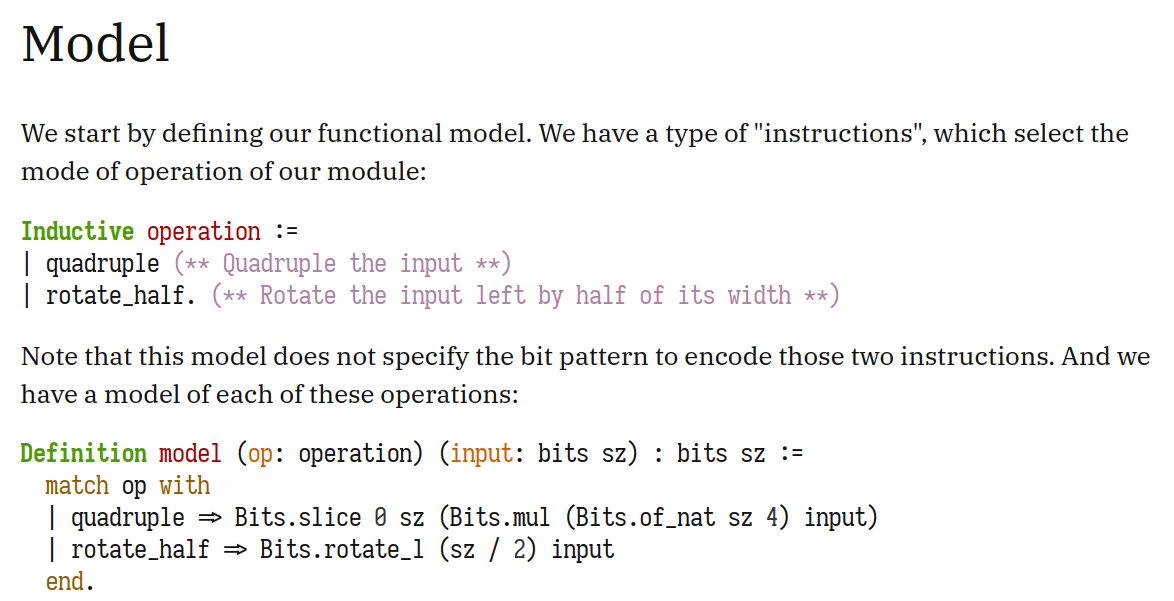 Model
We start by defining our functional model. We have a type of "instructions", which select the
mode of operation of our module:
Inductive operation :=
| quadruple (** Quadruple the input **)
| rotate_half. (** Rotate the input left by half of its width **)
Note that this model does not specify the bit pattern to encode those two instructions. And we
have a model of each of these operations:
Definition model (op: operation) (input: bits sz) : bits sz :=
  match op with
  | quadruple ⇒ Bits.slice 0 sz (Bits.mul (Bits.of_nat sz 4) input)
  | rotate_half ⇒ Bits.rotate_l (sz / 2) input
  end.